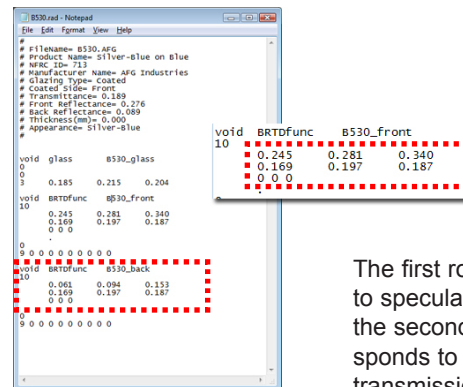 B530.rad - Notepad
File Edit Format View Help
#
# FileName= B530.AFG
# Product Name= Silver-Blue on Blue
# NFRC ID= 713
# Manufacturer Name= AFG Industries
# Glazing Type= Coated
# Coated Side= Front
# Transmittance= 0.189
# Front Reflectance= 0.276
# Back Reflectance= 0.089
# Thickness(mm)= 0.000
# Appearance= Silver-Blue
#
void glass B530_glass
0
0
3 0.185 0.215 0.204
void BRTDfunc B530_front
10
0.245 0.281 0.340
0.169 0.197 0.187
0 0 0
.
0
9 0 0 0 0 0 0 0 0 0
void BRTDfunc B530_back
10
0.061 0.094 0.153
0.169 0.197 0.187
0 0 0
.
0
9 0 0 0 0 0 0 0 0 0
void BRTDfunc B530_front
10
0.245 0.281 0.340
0.169 0.197 0.187
0 0 0
.
The first ro
to specula
the second
sponds to